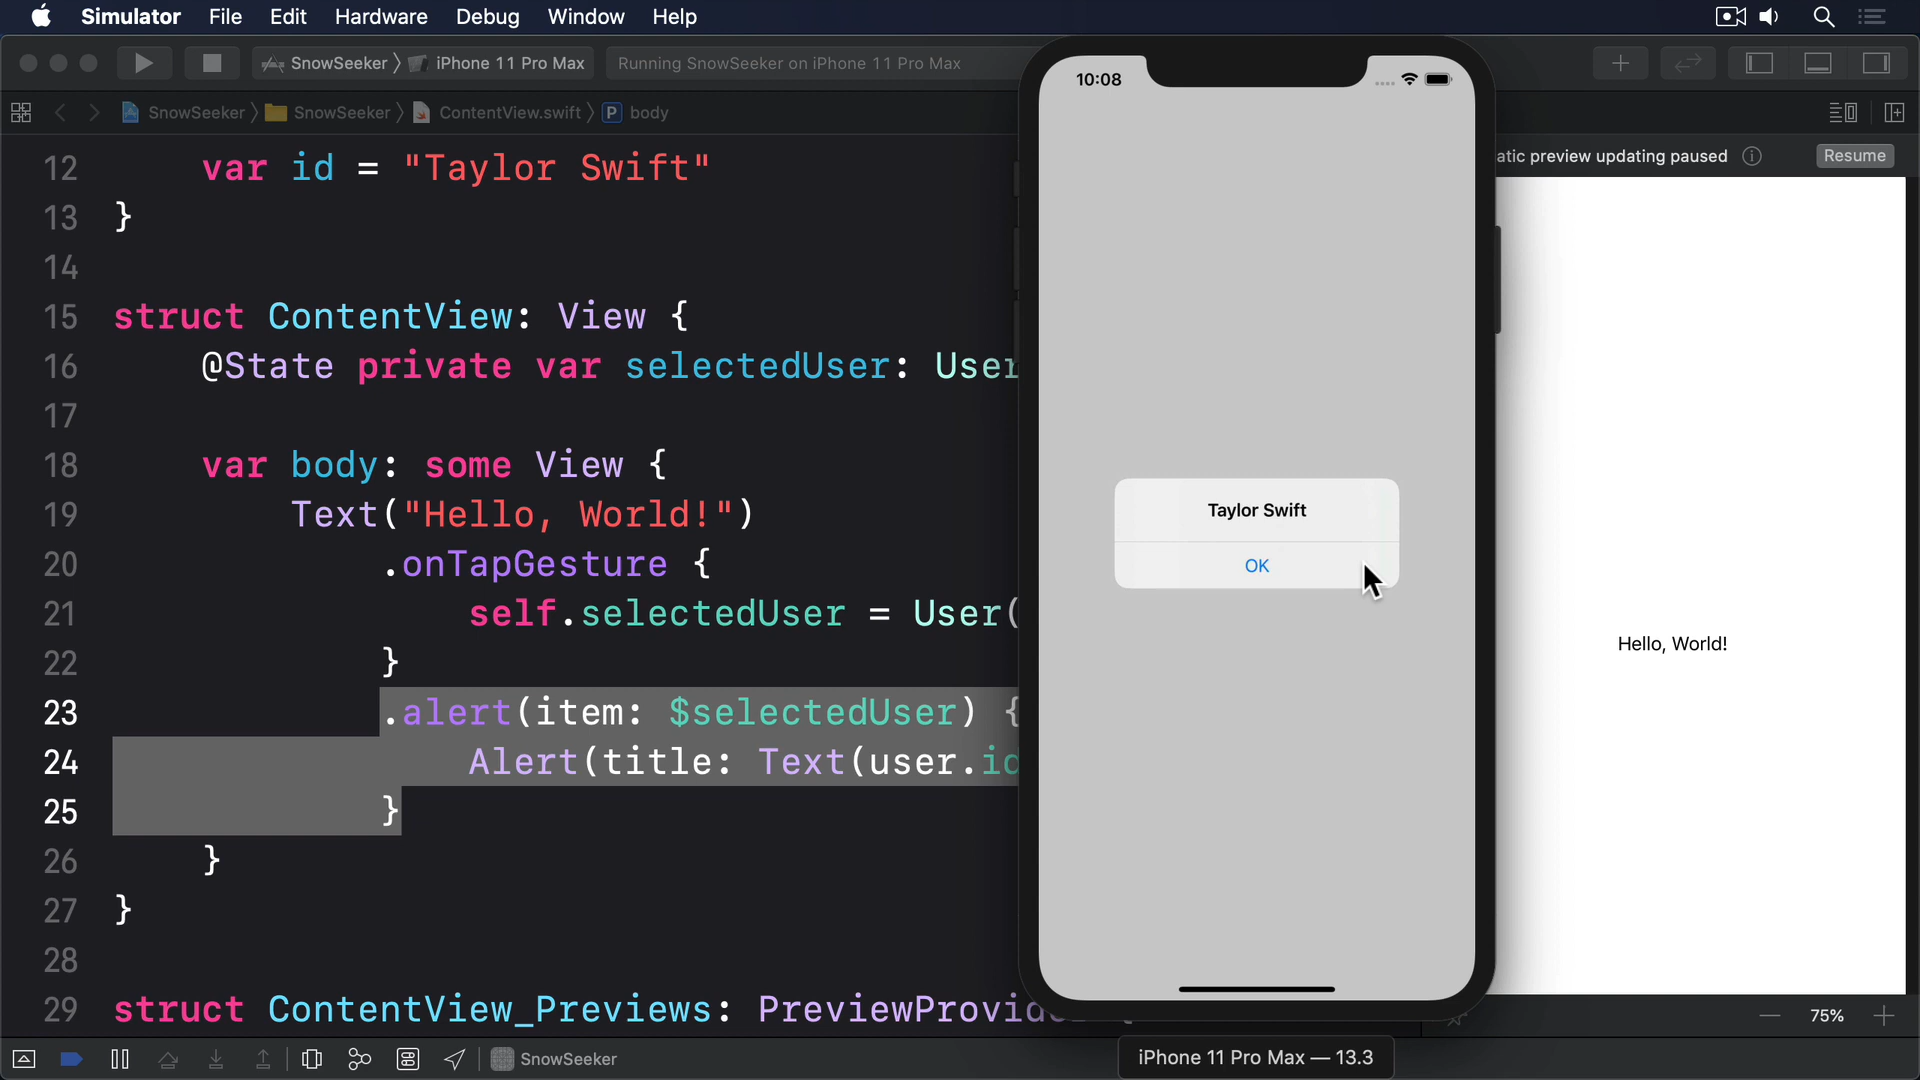 Simulator File Edit Hardware Debug Window Help
SnowSeeker iPhone 11 Pro Max Running SnowSeeker on iPhone 11 Pro Max
SnowSeeker SnowSeeker ContentView.swift P body
12 var id = "Taylor Swift"
13 }
14
15 struct ContentView: View {
16 @State private var selectedUser: User
17
18 var body: some View {
19 Text("Hello, World!")
20 .onTapGesture {
21 self.selectedUser = User(
22 }
23 .alert(item: $selectedUser) {
24 Alert(title: Text(user.id
25 }
26 }
27 }
28
29 struct ContentView_Previews: PreviewProvid
SnowSeeker
10:08
Taylor Swift
OK
iPhone 11 Pro Max — 13.3
atic preview updating paused Resume
Hello, World!
75%